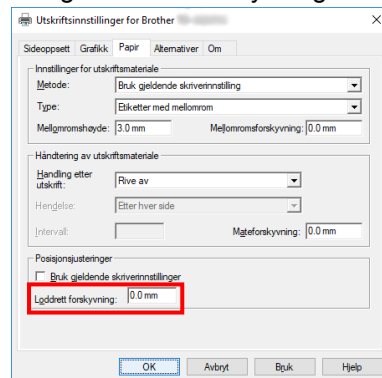 Utskriftsinnstillinger for Brother
Sideoppsett Grafikk Papir Alternativer Om
Innstillinger for utskriftsmateriale
Metode: Bruk gjeldende skriverinnstilling
Type: Etiketter med mellomrom
Mellomromshøyde: 3.0 mm Mellomromsforskyvning: 0.0 mm
Håndtering av utskriftsmateriale
Handling etter
utskrift: Rive av
Hendelse: Etter hver side
Intervall: Mateforskyvning: 0.0 mm
Posisjonsjusteringer
Bruk gjeldende skriverinnstillinger
Loddrett forskyvning: 0.0 mm
OK Avbryt Bruk Hjelp